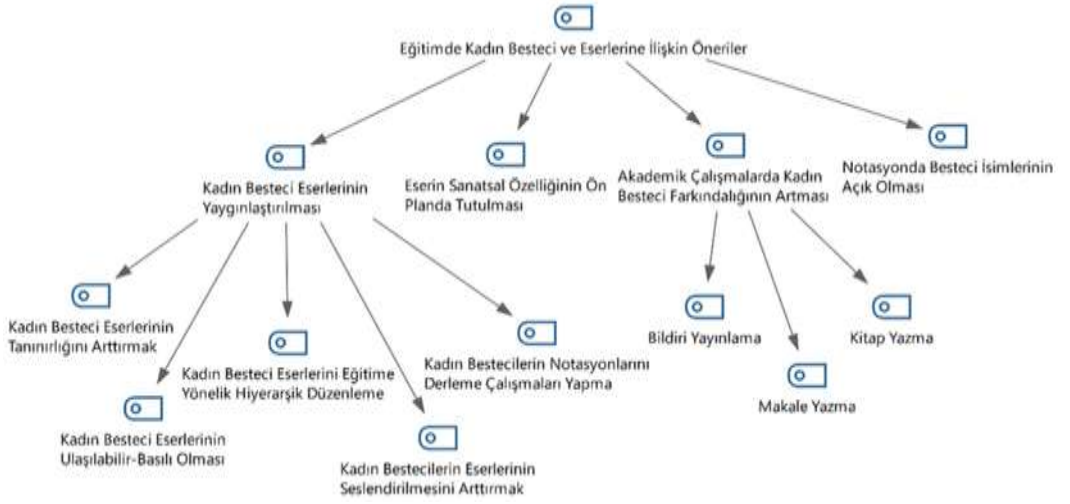 Eğitimde Kadın Besteci ve Eserlerine İlişkin Öneriler
Kadın Besteci Eserlerinin
Yaygınlaştırılması
Eserin Sanatsal Özelliğinin Ön
Planda Tutulması
Akademik Çalışmalarda Kadın
Besteci Farkındalığının Artması
Notasyonda Besteci İsimlerinin
Açık Olması
Kadın Besteci Eserlerinin
Tanınırlığını Arttırmak
Kadın Besteci Eserlerinin
Ulaşılabilir-Basılı Olması
Kadın Besteci Eserlerini Eğitime
Yönelik Hiyerarşik Düzenleme
Kadın Bestecilerin Eserlerinin
Seslendirilmesini Arttırmak
Kadın Bestecilerin Notasyonlarını
Derleme Çalışmaları Yapma
Bildiri Yayınlama
Makale Yazma
Kitap Yazma